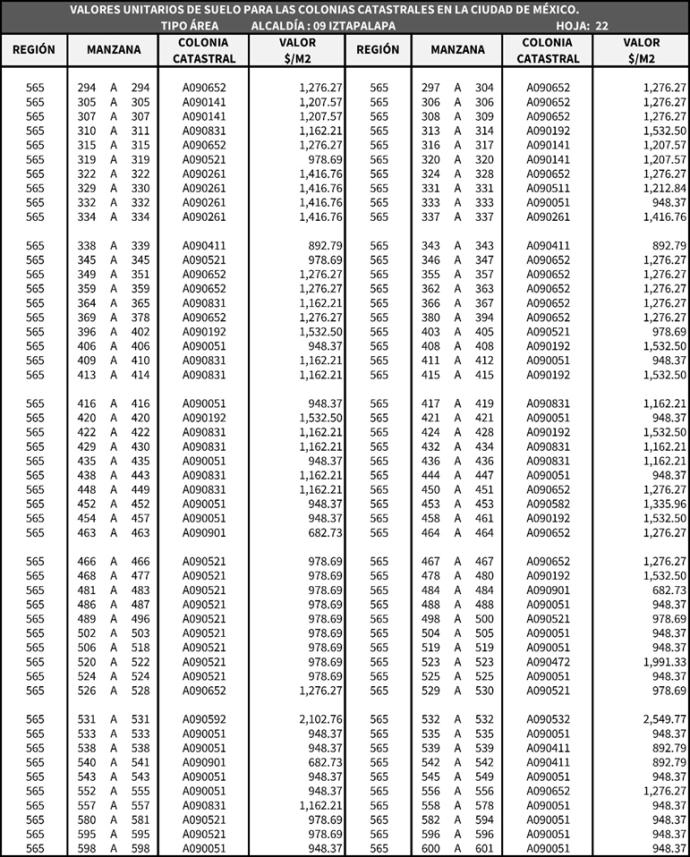 VALORES UNITARIOS DE SUELO PARA LAS COLONIAS CATASTRALES EN LA CIUDAD DE MÉXICO.
TIPO ÁREA ALCALDÍA : 09 IZTAPALAPA HOJA: 22
REGIÓN MANZANA COLONIA CATASTRAL VALOR $/M2 REGIÓN MANZANA COLONIA CATASTRAL VALOR $/M2
565 294 A 294 A090652 1,276.27 565 297 A 304 A090652 1,276.27
565 305 A 305 A090141 1,207.57 565 306 A 306 A090652 1,276.27
565 307 A 307 A090141 1,207.57 565 308 A 309 A090652 1,276.27
565 310 A 311 A090831 1,162.21 565 313 A 314 A090192 1,532.50
565 315 A 315 A090652 1,276.27 565 316 A 317 A090141 1,207.57
565 319 A 319 A090521 978.69 565 320 A 320 A090141 1,207.57
565 322 A 322 A090261 1,416.76 565 324 A 328 A090652 1,276.27
565 329 A 330 A090261 1,416.76 565 331 A 331 A090511 1,212.84
565 332 A 332 A090261 1,416.76 565 333 A 333 A090051 948.37
565 334 A 334 A090261 1,416.76 565 337 A 337 A090261 1,416.76
565 338 A 339 A090411 892.79 565 343 A 343 A090411 892.79
565 345 A 345 A090521 978.69 565 346 A 347 A090652 1,276.27
565 349 A 351 A090652 1,276.27 565 355 A 357 A090652 1,276.27
565 359 A 359 A090652 1,276.27 565 362 A 363 A090652 1,276.27
565 364 A 365 A090831 1,162.21 565 366 A 367 A090652 1,276.27
565 369 A 378 A090652 1,276.27 565 380 A 394 A090652 1,276.27
565 396 A 402 A090192 1,532.50 565 403 A 405 A090521 978.69
565 406 A 406 A090051 948.37 565 408 A 408 A090192 1,532.50
565 409 A 410 A090831 1,162.21 565 411 A 412 A090051 948.37
565 413 A 414 A090831 1,162.21 565 415 A 415 A090192 1,532.50
565 416 A 416 A090051 948.37 565 417 A 419 A090831 1,162.21
565 420 A 420 A090192 1,532.50 565 421 A 421 A090051 948.37
565 422 A 422 A090831 1,162.21 565 424 A 428 A090192 1,532.50
565 429 A 430 A090831 1,162.21 565 432 A 434 A090831 1,162.21
565 435 A 435 A090051 948.37 565 436 A 436 A090831 1,162.21
565 438 A 443 A090831 1,162.21 565 444 A 447 A090051 948.37
565 448 A 449 A090831 1,162.21 565 450 A 451 A090652 1,276.27
565 452 A 452 A090051 948.37 565 453 A 453 A090582 1,335.96
565 454 A 457 A090051 948.37 565 458 A 461 A090192 1,532.50
565 463 A 463 A090901 682.73 565 464 A 464 A090652 1,276.27
565 466 A 466 A090521 978.69 565 467 A 467 A090652 1,276.27
565 468 A 477 A090521 978.69 565 478 A 480 A090192 1,532.50
565 481 A 483 A090521 978.69 565 484 A 484 A090901 682.73
565 486 A 487 A090521 978.69 565 488 A 488 A090051 948.37
565 489 A 496 A090521 978.69 565 498 A 500 A090521 978.69
565 502 A 503 A090521 978.69 565 504 A 505 A090051 948.37
565 506 A 518 A090521 978.69 565 519 A 519 A090051 948.37
565 520 A 522 A090521 978.69 565 523 A 523 A090472 1,991.33
565 524 A 524 A090521 978.69 565 525 A 525 A090051 948.37
565 526 A 528 A090652 1,276.27 565 529 A 530 A090521 978.69
565 531 A 531 A090592 2,102.76 565 532 A 532 A090532 2,549.77
565 533 A 533 A090051 948.37 565 535 A 535 A090051 948.37
565 538 A 538 A090051 948.37 565 539 A 539 A090411 892.79
565 540 A 541 A090901 682.73 565 542 A 542 A090411 892.79
565 543 A 543 A090051 948.37 565 545 A 549 A090051 948.37
565 552 A 555 A090051 948.37 565 556 A 556 A090652 1,276.27
565 557 A 557 A090831 1,162.21 565 558 A 578 A090051 948.37
565 580 A 581 A090521 978.69 565 582 A 594 A090051 948.37
565 595 A 595 A090521 978.69 565 596 A 596 A090051 948.37
565 598 A 598 A090051 948.37 565 600 A 601 A090051 948.37